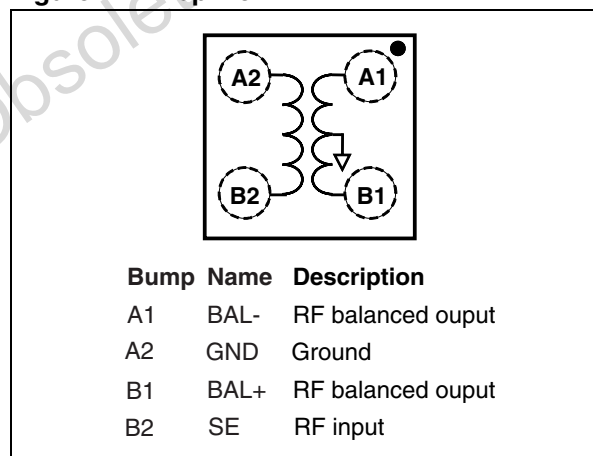 A2 A1
B2 B1
Bump Name Description
A1 BAL- RF balanced ouput
A2 GND Ground
B1 BAL+ RF balanced ouput
B2 SE RF input